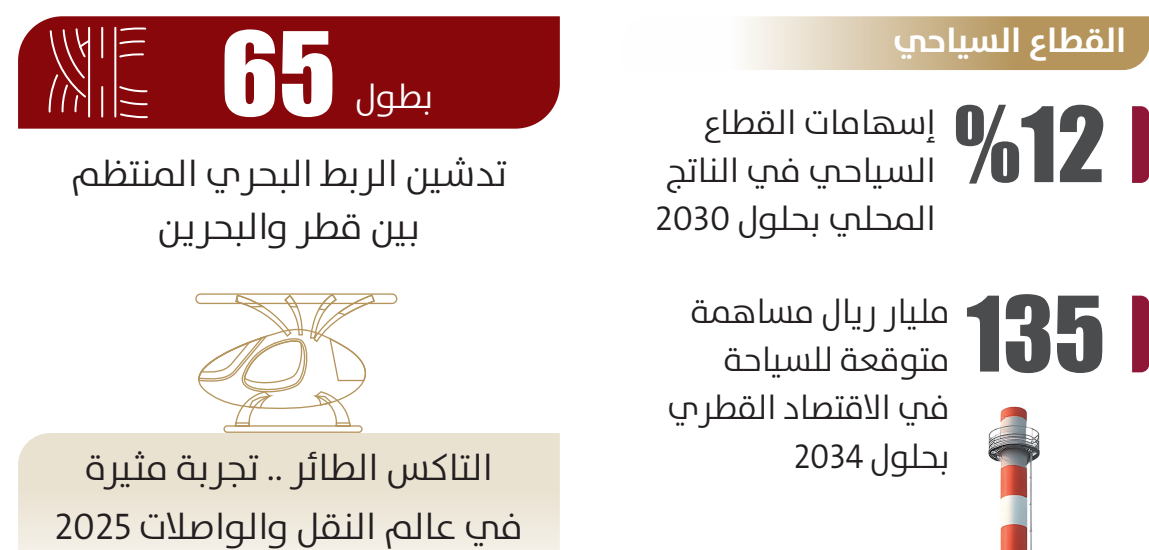 القطاع السياحي
%12
إسهامات القطاع
السياحي في الناتج
المحلي بحلول 2030
135
مليار ريال مساهمة
متوقعة للسياحة
في الاقتصاد القطري
بحلول 2034
بطول 65
تدشين الربط البحري المنتظم
بين قطر والبحرين
التاكس الطائر .. تجربة مثيرة
في عالم النقل والواصلات 2025